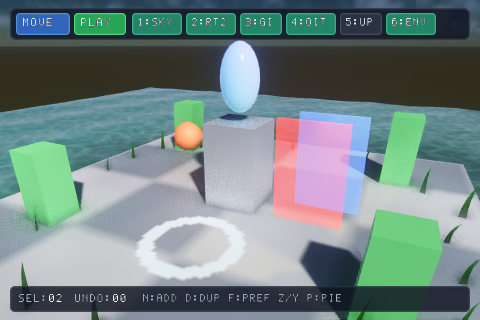 MOVE PLAY 1:SKY 2:RT2 3:GI 4:OIT 5:UP 6:ENV
SEL:02 UNDO:00 N:ADD D:DUP F:PREF Z/Y P:PIE